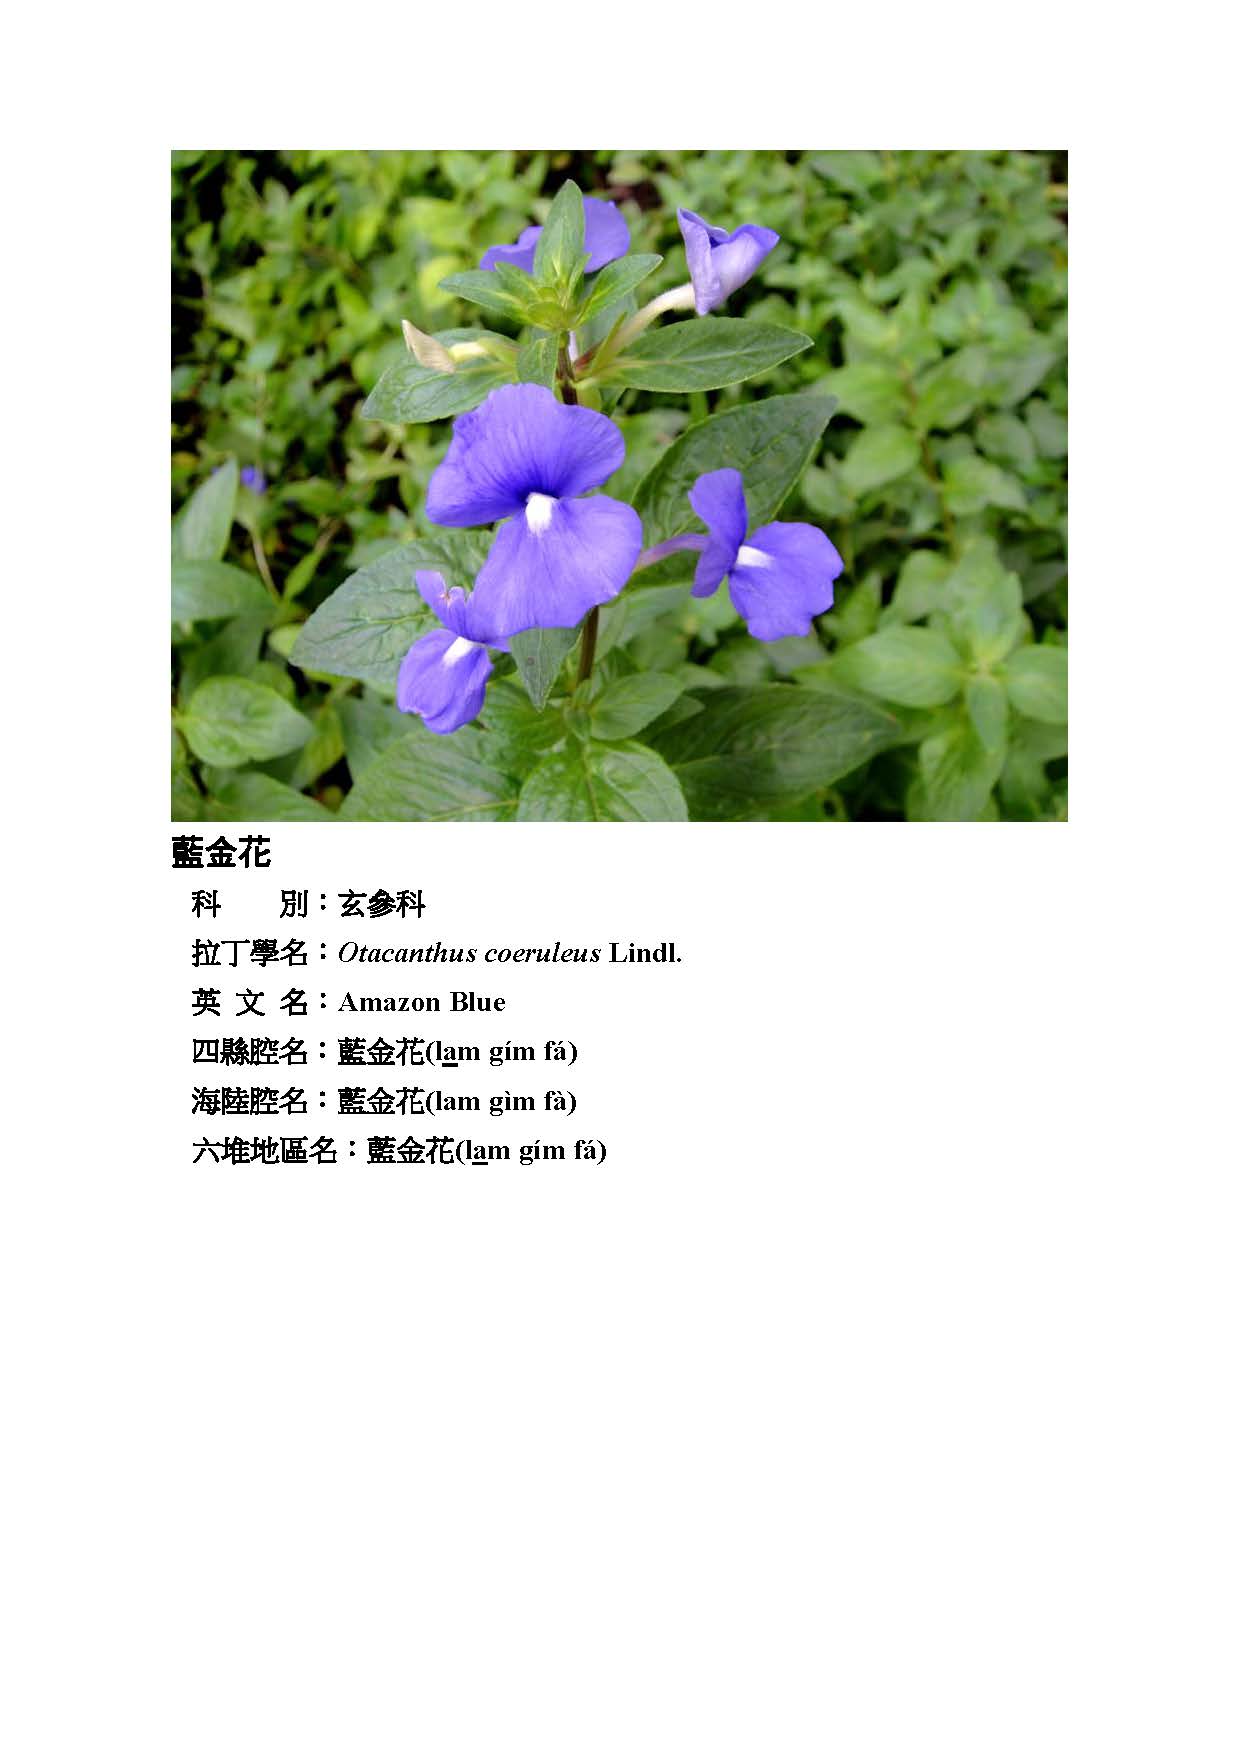 藍金花
科　　別：玄參科
拉丁學名：Otacanthus coeruleus Lindl.
英 文 名：Amazon Blue
四縣腔名：藍金花(lam gím fá)
海陸腔名：藍金花(lam gìm fà)
六堆地區名：藍金花(lam gím fá)